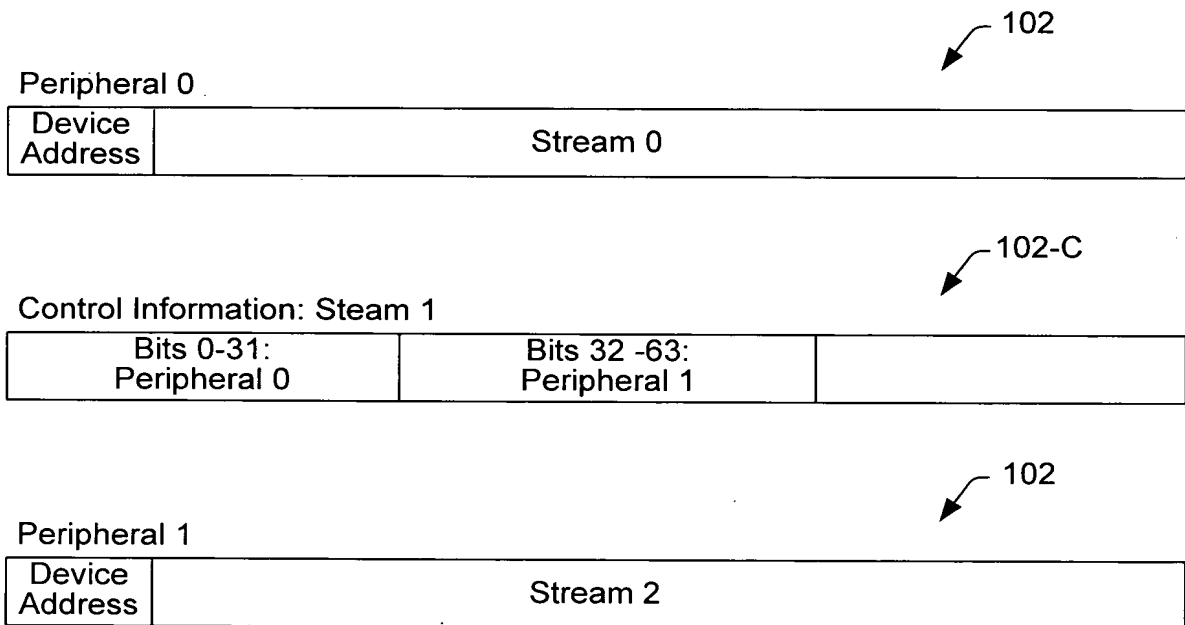 102
Peripheral 0
Device
Address
Stream 0
102-C
Control Information: Steam 1
Bits 0-31:
Peripheral 0
Bits 32 -63:
Peripheral 1
102
Peripheral 1
Device
Address
Stream 2